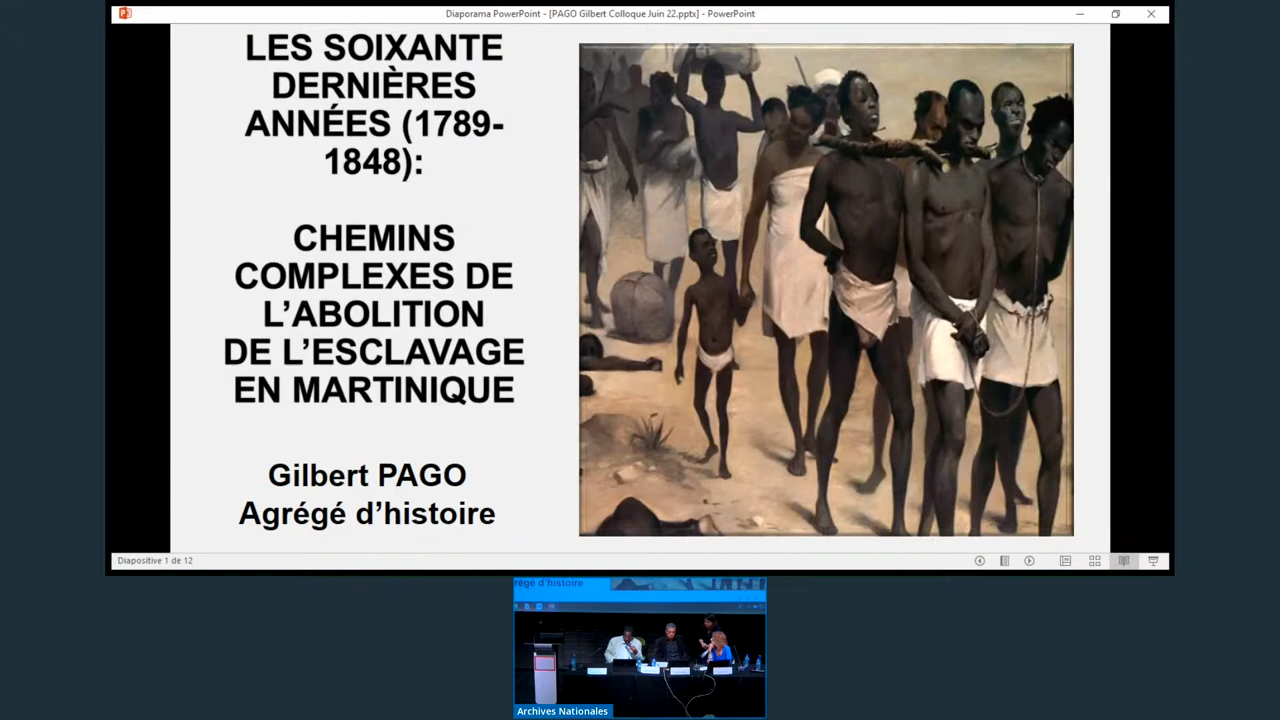 Diaporama PowerPoint - [PAGO Gilbert Colloque Juin 22.pptx] - PowerPoint
LES SOIXANTE
DERNIÈRES
ANNÉES (1789-
1848):
CHEMINS
COMPLEXES DE
L’ABOLITION
DE L’ESCLAVAGE
EN MARTINIQUE
Gilbert PAGO
Agrégé d’histoire
Diapositive 1 de 12
régé d'histoire
Archives Nationales